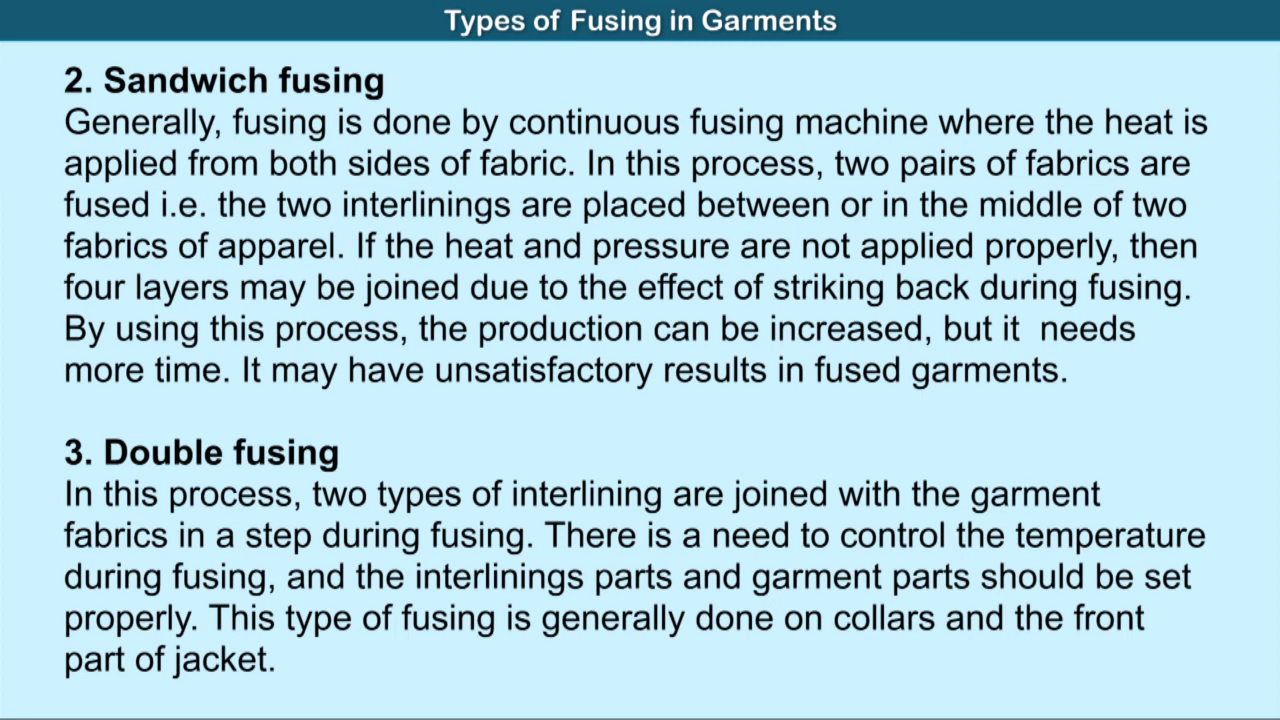 Types of Fusing in Garments
2. Sandwich fusing
Generally, fusing is done by continuous fusing machine where the heat is
applied from both sides of fabric. In this process, two pairs of fabrics are
fused i.e. the two interlinings are placed between or in the middle of two
fabrics of apparel. If the heat and pressure are not applied properly, then
four layers may be joined due to the effect of striking back during fusing.
By using this process, the production can be increased, but it  needs
more time. It may have unsatisfactory results in fused garments.
3. Double fusing
In this process, two types of interlining are joined with the garment
fabrics in a step during fusing. There is a need to control the temperature
during fusing, and the interlinings parts and garment parts should be set
properly. This type of fusing is generally done on collars and the front
part of jacket.